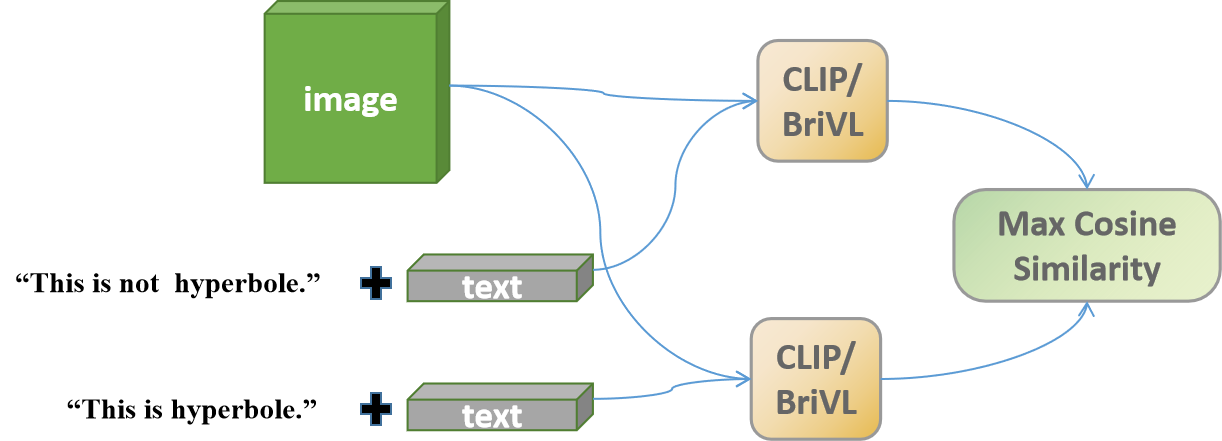 image
CLIP/
BriVL
Max Cosine
Similarity
“This is not  hyperbole.”
text
CLIP/
BriVL
“This is hyperbole.”
text